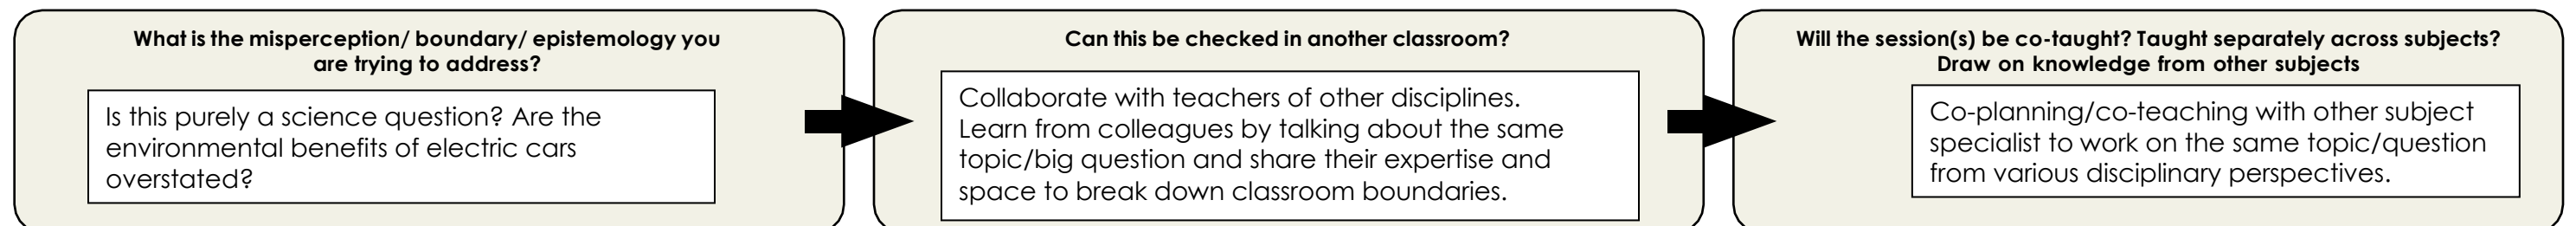 What is the misperception/ boundary/ epistemology you
are trying to address?
Is this purely a science question? Are the
environmental benefits of electric cars
overstated?
Can this be checked in another classroom?
Collaborate with teachers of other disciplines.
Learn from colleagues by talking about the same
topic/big question and share their expertise and
space to break down classroom boundaries.
Will the session(s) be co-taught? Taught separately across subjects?
Draw on knowledge from other subjects
Co-planning/co-teaching with other subject
specialist to work on the same topic/question
from various disciplinary perspectives.